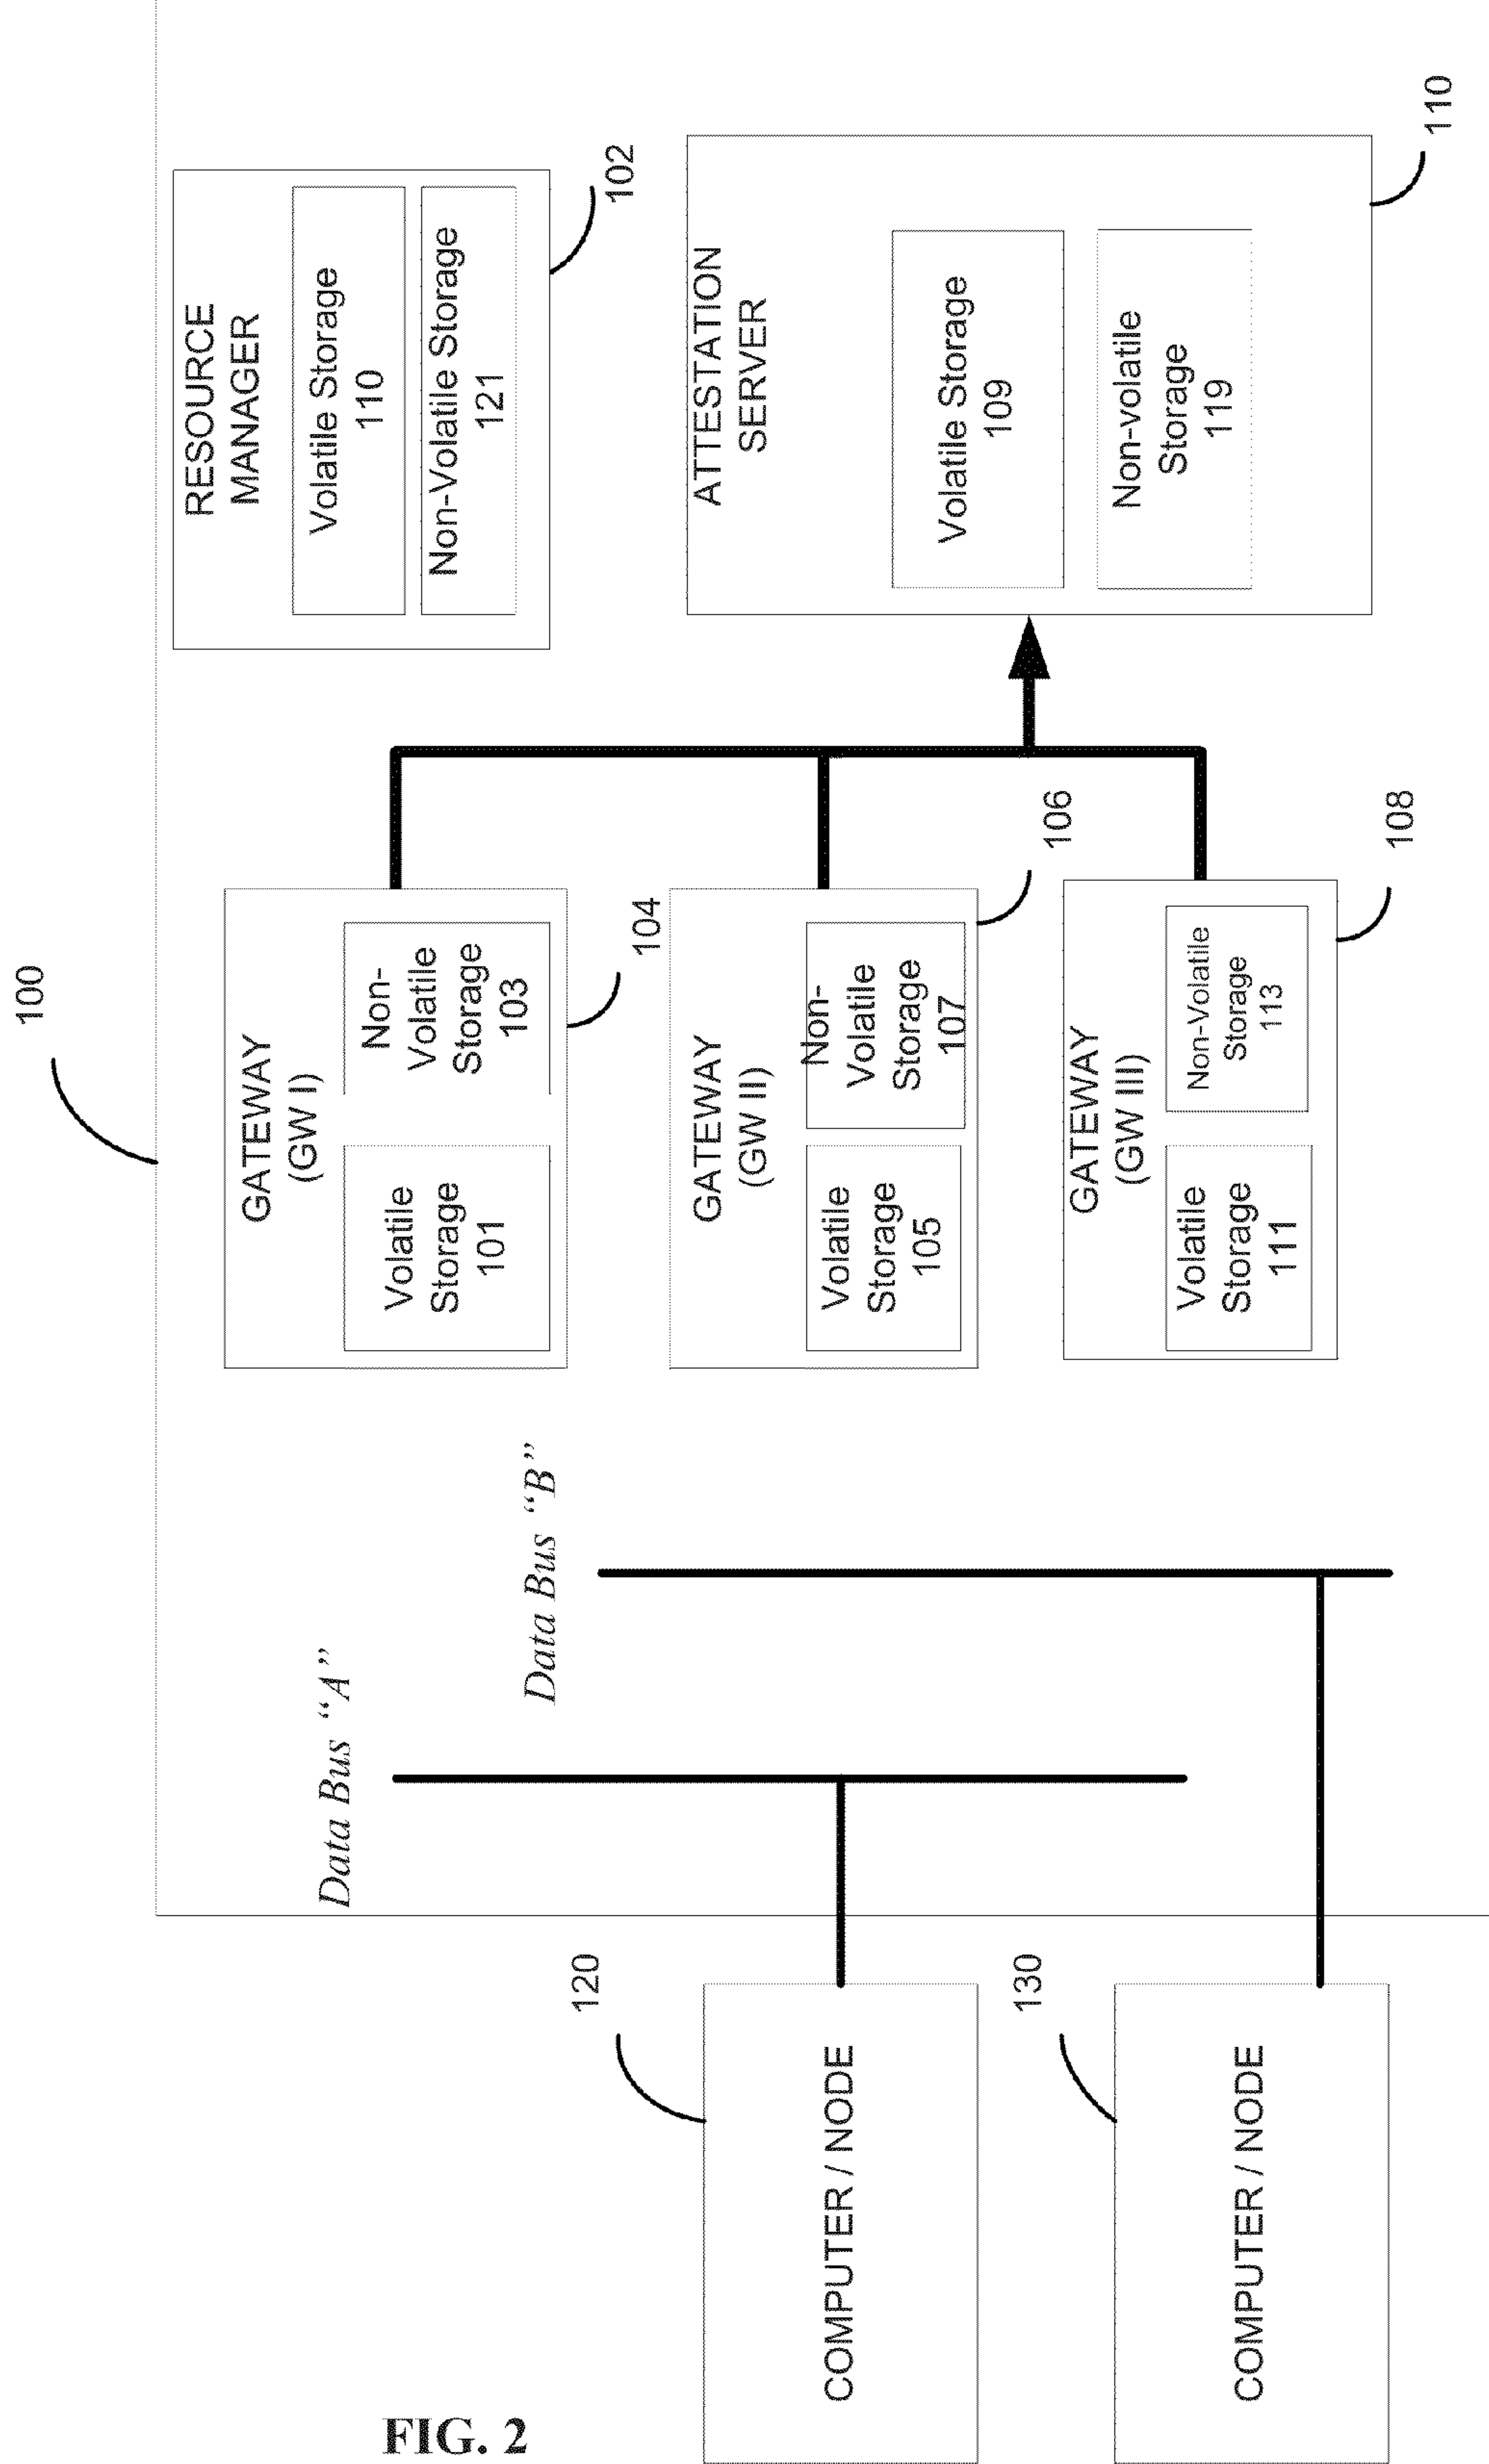 100
RESOURCE
MANAGER
Volatile Storage
110
Non-Volatile Storage
121
102
ATTESTATION
SERVER
Volatile Storage
109
Non-volatile
Storage
119
110
GATEWAY
(GW I)
Volatile
Storage
101
Non-
Volatile
Storage
103
104
GATEWAY
(GW II)
Volatile
Storage
105
Non-
Volatile
Storage
107
106
GATEWAY
(GW III)
Volatile
Storage
111
Non-Volatile
Storage
113
108
Data Bus “A”
Data Bus “B”
120
COMPUTER / NODE
130
COMPUTER / NODE
FIG. 2